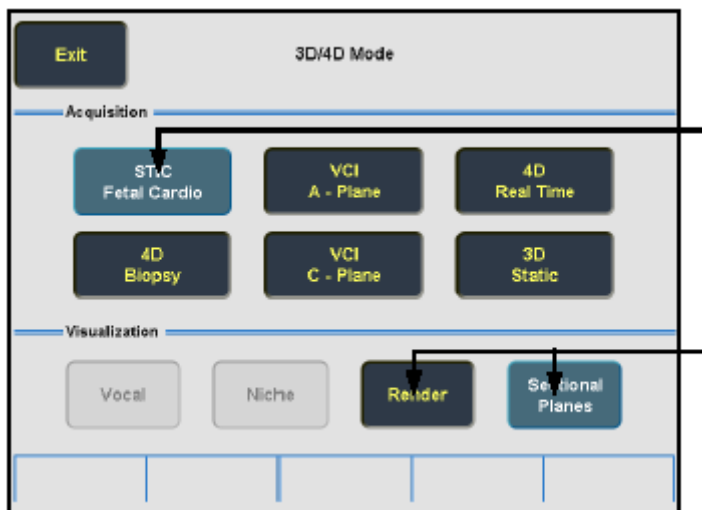 Exit
3D/4D Mode
Acquisition
STIC
Fetal Cardio
VCI
A - Plane
4D
Real Time
4D
Biopsy
VCI
C - Plane
3D
Static
Visualization
Vocal
Niche
Render
Sectional
Planes